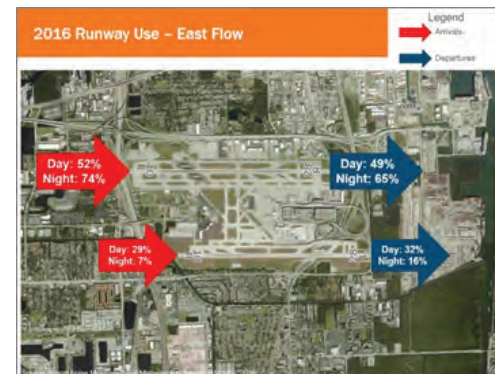 2016 Runway Use – East Flow
Legend
Arrivals
Departures
Day: 52%
Night: 74%
Day: 49%
Night: 65%
Day: 29%
Night: 7%
Day: 32%
Night: 16%